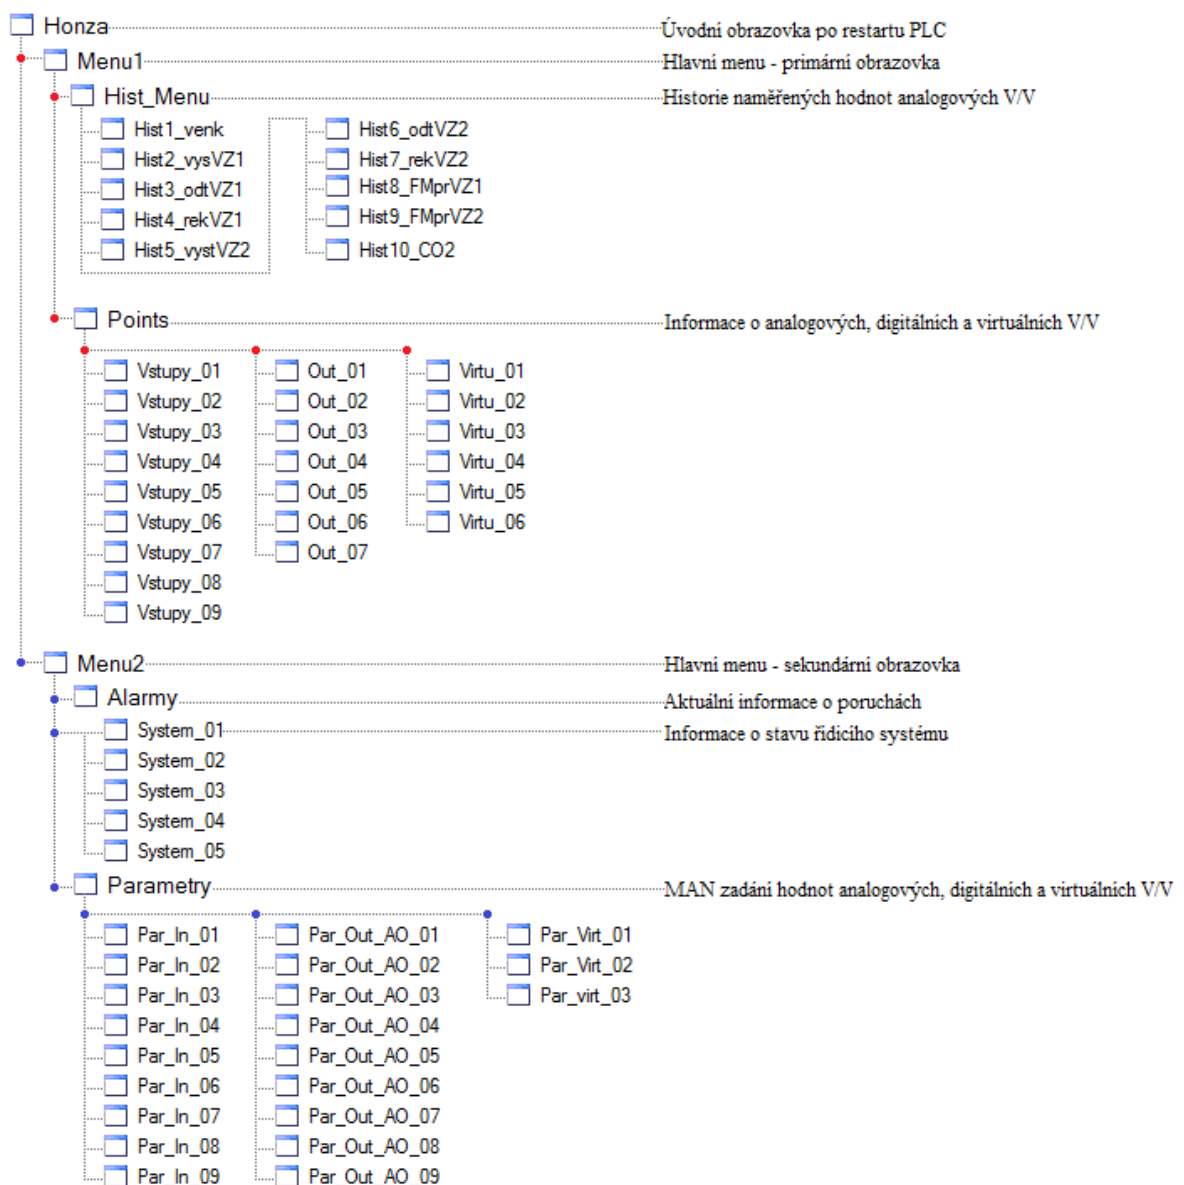 Honza Úvodní obrazovka po restartu PLC
Menu1 Hlavní menu - primární obrazovka
Hist_Menu Historie naměřených hodnot analogových V/V
Hist1_venk Hist6_odtVZ2
Hist2_vysVZ1 Hist7_rekVZ2
Hist3_odtVZ1 Hist8_FMprVZ1
Hist4_rekVZ1 Hist9_FMprVZ2
Hist5_vystVZ2 Hist10_CO2
Points Informace o analogových, digitálních a virtuálních V/V
Vstupy_01 Out_01 Virtu_01
Vstupy_02 Out_02 Virtu_02
Vstupy_03 Out_03 Virtu_03
Vstupy_04 Out_04 Virtu_04
Vstupy_05 Out_05 Virtu_05
Vstupy_06 Out_06 Virtu_06
Vstupy_07 Out_07
Vstupy_08
Vstupy_09
Menu2 Hlavní menu - sekundární obrazovka
Alarmy Aktuální informace o poruchách
System_01 Informace o stavu řídicího systému
System_02
System_03
System_04
System_05
Parametry MAN zadání hodnot analogových, digitálních a virtuálních V/V
Par_In_01 Par_Out_AO_01 Par_Virt_01
Par_In_02 Par_Out_AO_02 Par_Virt_02
Par_In_03 Par_Out_AO_03 Par_virt_03
Par_In_04 Par_Out_AO_04
Par_In_05 Par_Out_AO_05
Par_In_06 Par_Out_AO_06
Par_In_07 Par_Out_AO_07
Par_In_08 Par_Out_AO_08
Par_In_09 Par_Out_AO_09